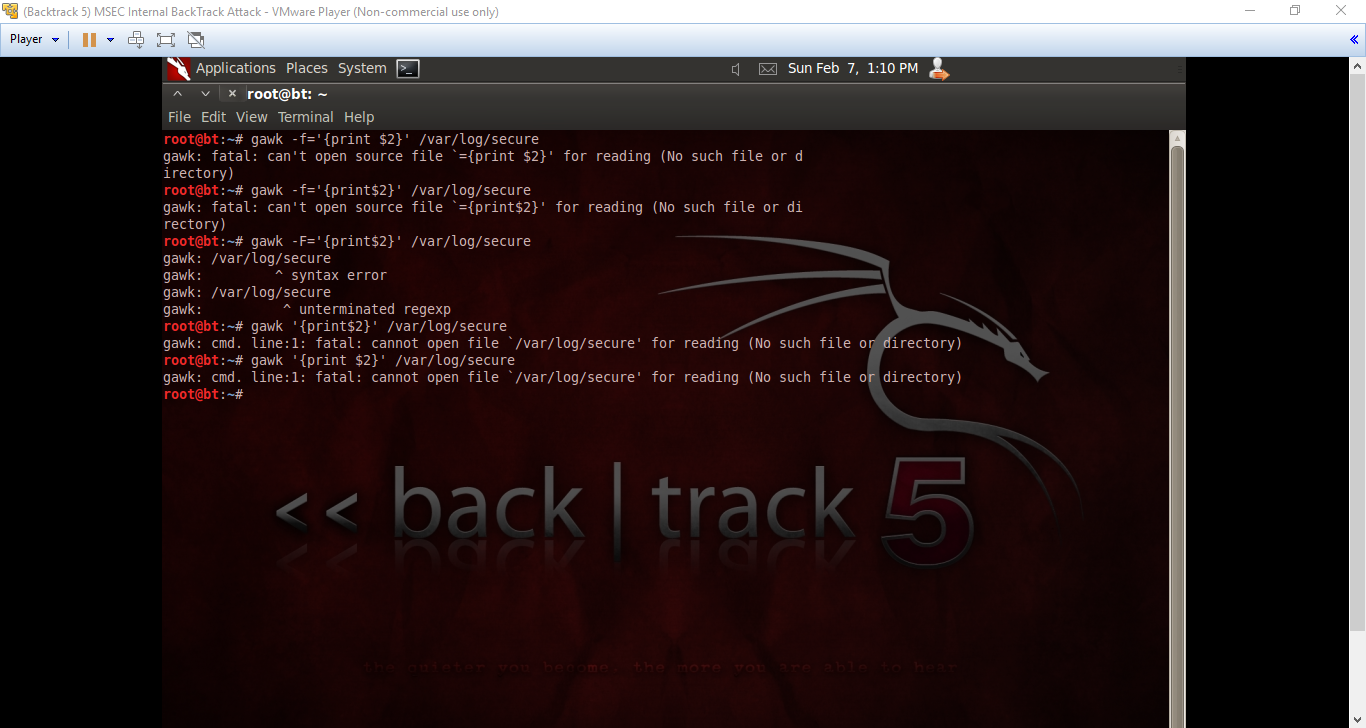 (Backtrack 5) MSEC Internal BackTrack Attack - VMware Player (Non-commercial use only)
Player
Applications Places System Sun Feb 7, 1:10 PM
root@bt: ~
File Edit View Terminal Help
root@bt:~# gawk -f='{print $2}' /var/log/secure
gawk: fatal: can't open source file `={print $2}' for reading (No such file or d
irectory)
root@bt:~# gawk -f='{print$2}' /var/log/secure
gawk: fatal: can't open source file `={print$2}' for reading (No such file or di
rectory)
root@bt:~# gawk -F='{print$2}' /var/log/secure
gawk: /var/log/secure
gawk:         ^ syntax error
gawk: /var/log/secure
gawk:          ^ unterminated regexp
root@bt:~# gawk '{print$2}' /var/log/secure
gawk: cmd. line:1: fatal: cannot open file `/var/log/secure' for reading (No such file or directory)
root@bt:~# gawk '{print $2}' /var/log/secure
gawk: cmd. line:1: fatal: cannot open file `/var/log/secure' for reading (No such file or directory)
root@bt:~#
<< back | track 5
the quieter you become, the more you are able to hear